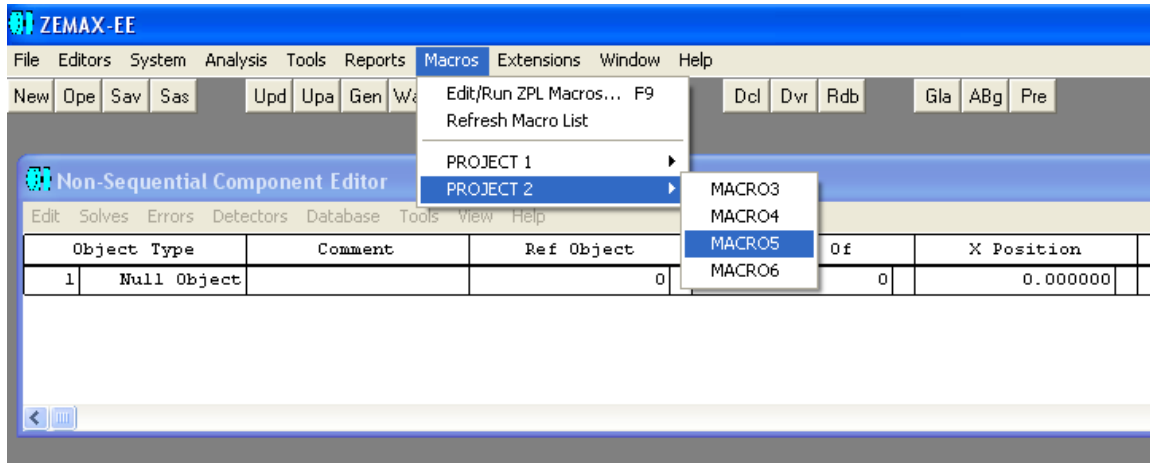 ZEMAX-EE
File Editors System Analysis Tools Reports Macros Extensions Window Help
New Ope Sav Sas Upd Upa Gen Dcl Dvr Rdb Gla ABg Pre
Edit/Run ZPL Macros... F9
Refresh Macro List
PROJECT 1
PROJECT 2
MACRO3
MACRO4
MACRO5
MACRO6
Non-Sequential Component Editor
Edit Solves Errors Detectors Database Tools View Help
Object Type Comment Ref Object Of X Position
1 Null Object 0 0 0.000000